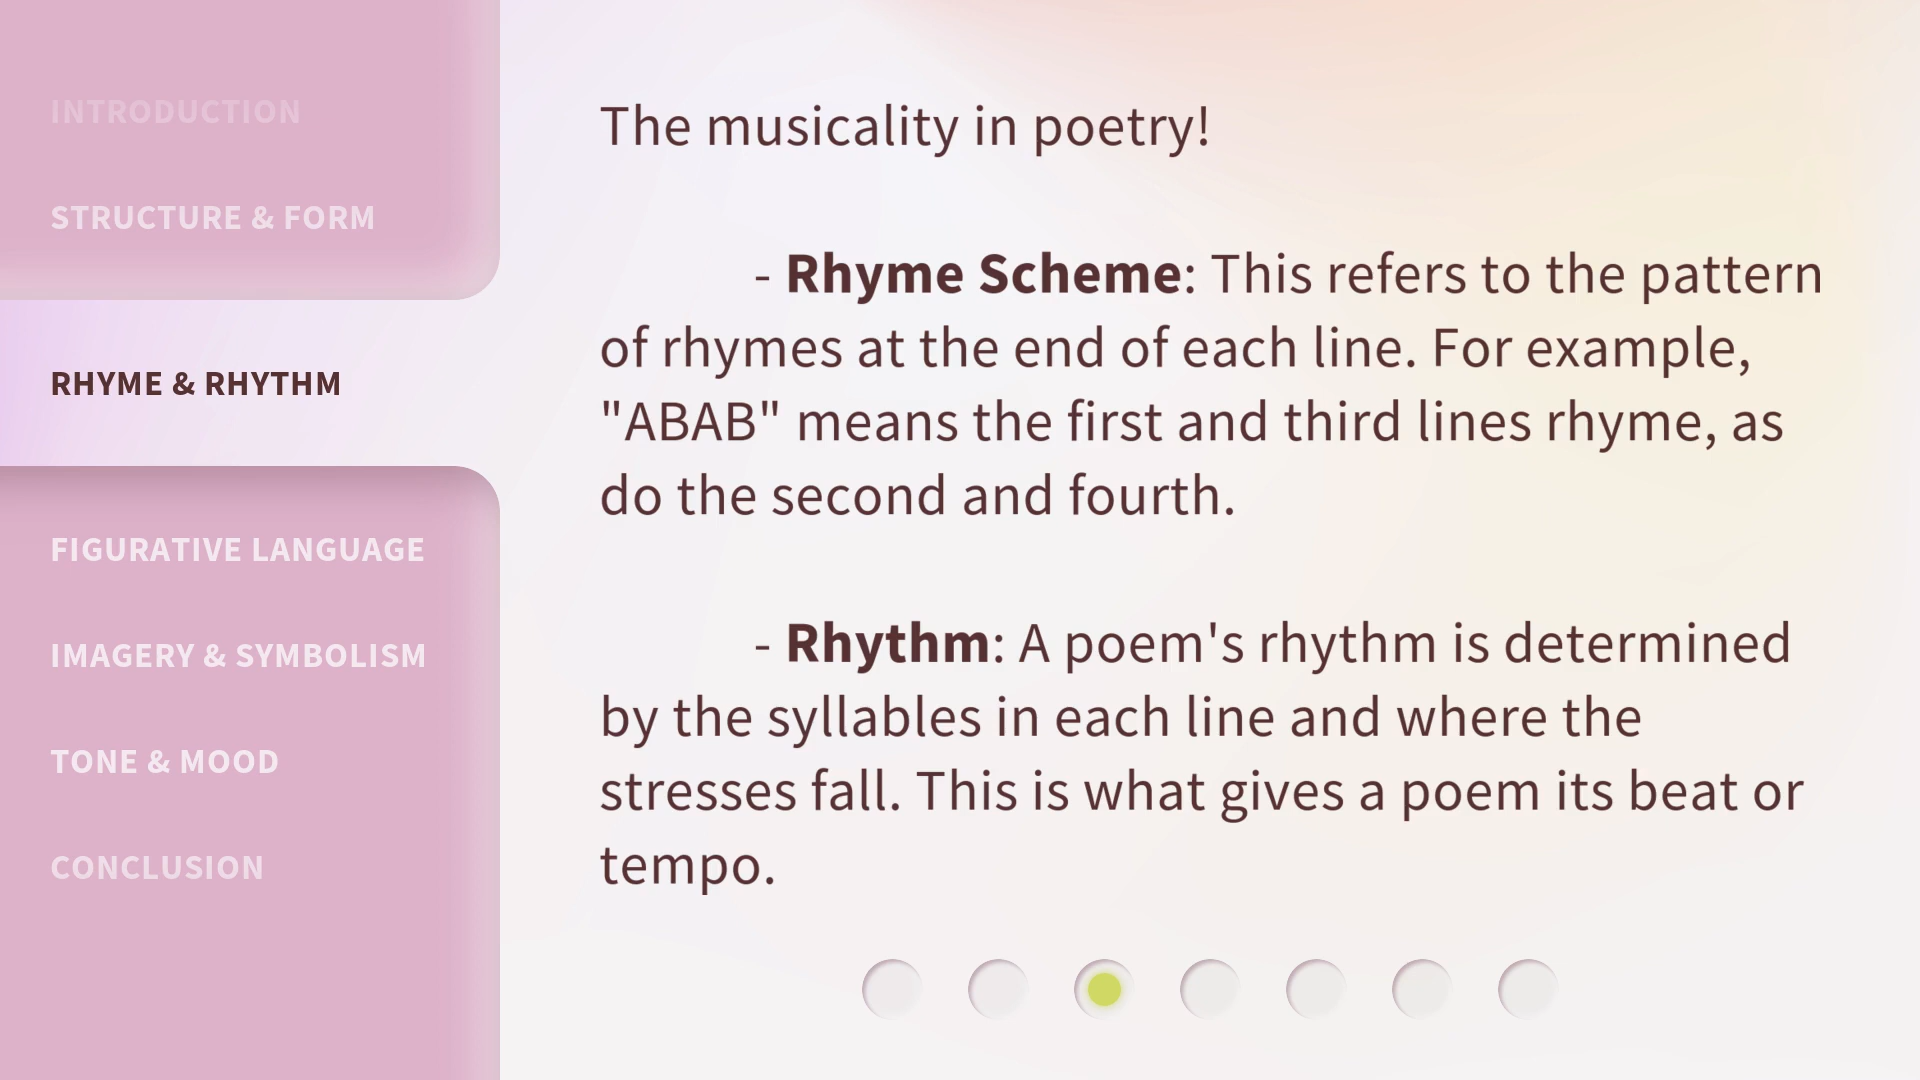 INTRODUCTION
STRUCTURE & FORM
RHYME & RHYTHM
FIGURATIVE LANGUAGE
IMAGERY & SYMBOLISM
TONE & MOOD
CONCLUSION
The musicality in poetry!
- Rhyme Scheme: This refers to the pattern
of rhymes at the end of each line. For example,
"ABAB" means the first and third lines rhyme, as
do the second and fourth.
- Rhythm: A poem's rhythm is determined
by the syllables in each line and where the
stresses fall. This is what gives a poem its beat or
tempo.